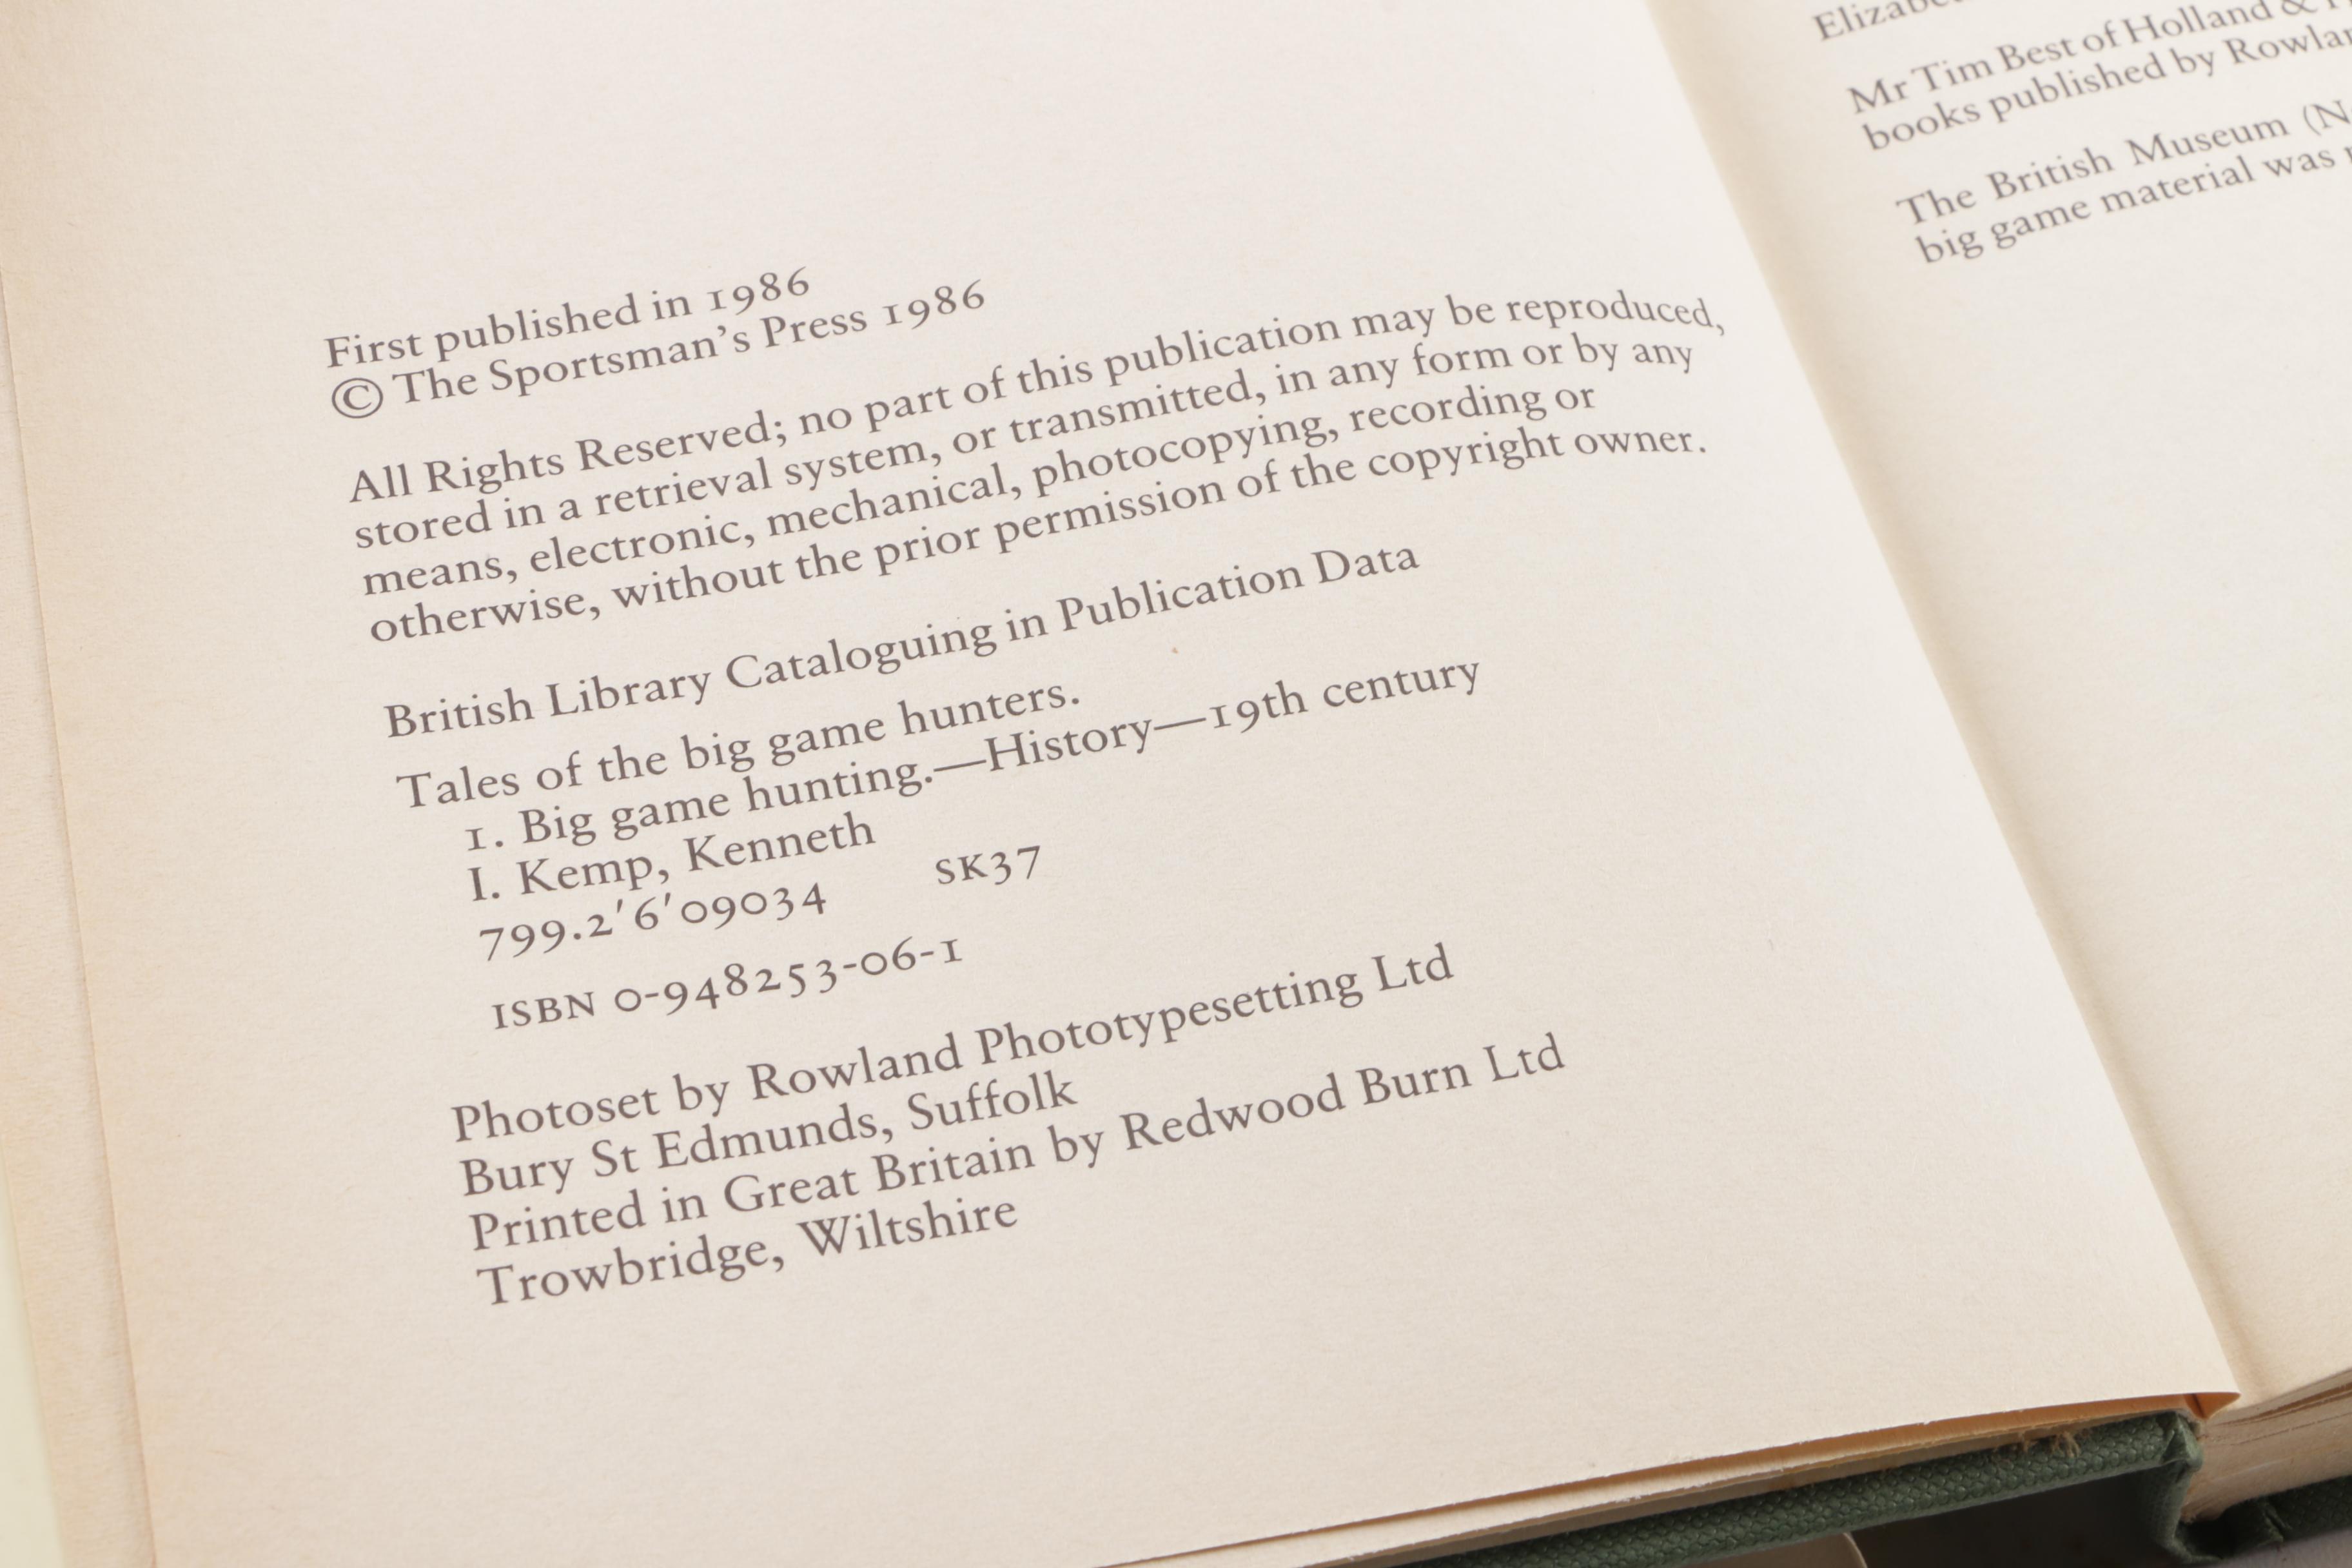 First published in 1986
© The Sportsman's Press 1986
All Rights Reserved; no part of this publication may be reproduced,
stored in a retrieval system, or transmitted, in any form or by any
means, electronic, mechanical, photocopying, recording or
otherwise, without the prior permission of the copyright owner.
British Library Cataloguing in Publication Data
Tales of the big game hunters.
1. Big game hunting.—History—19th century
I. Kemp, Kenneth
799.2′6′09034 SK37
ISBN 0-948253-06-1
Photoset by Rowland Phototypesetting Ltd
Bury St Edmunds, Suffolk
Printed in Great Britain by Redwood Burn Ltd
Trowbridge, Wiltshire
Mr Tim Best of Holland &
books published by
The British Museum
big game material was